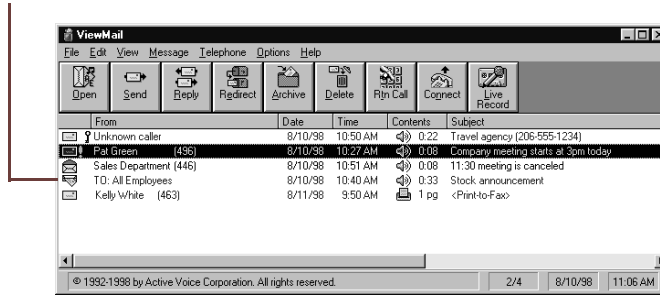 ViewMail
File Edit View Message Telephone Options Help
Open Send Reply Redirect Archive Delete Rtn Call Connect Live Record
From Date Time Contents Subject
Unknown caller 8/10/98 10:50 AM 0:22 Travel agency (206-555-1234)
Pat Green (496) 8/10/98 10:27 AM 0:08 Company meeting starts at 3pm today
Sales Department (446) 8/10/98 10:51 AM 0:08 11:30 meeting is canceled
TO: All Employees 8/10/98 10:40 AM 0:33 Stock announcement
Kelly White (463) 8/11/98 9:50 AM 1 pg <Print-to-Fax>
© 1992-1998 by Active Voice Corporation. All rights reserved. 2/4 8/10/98 11:06 AM